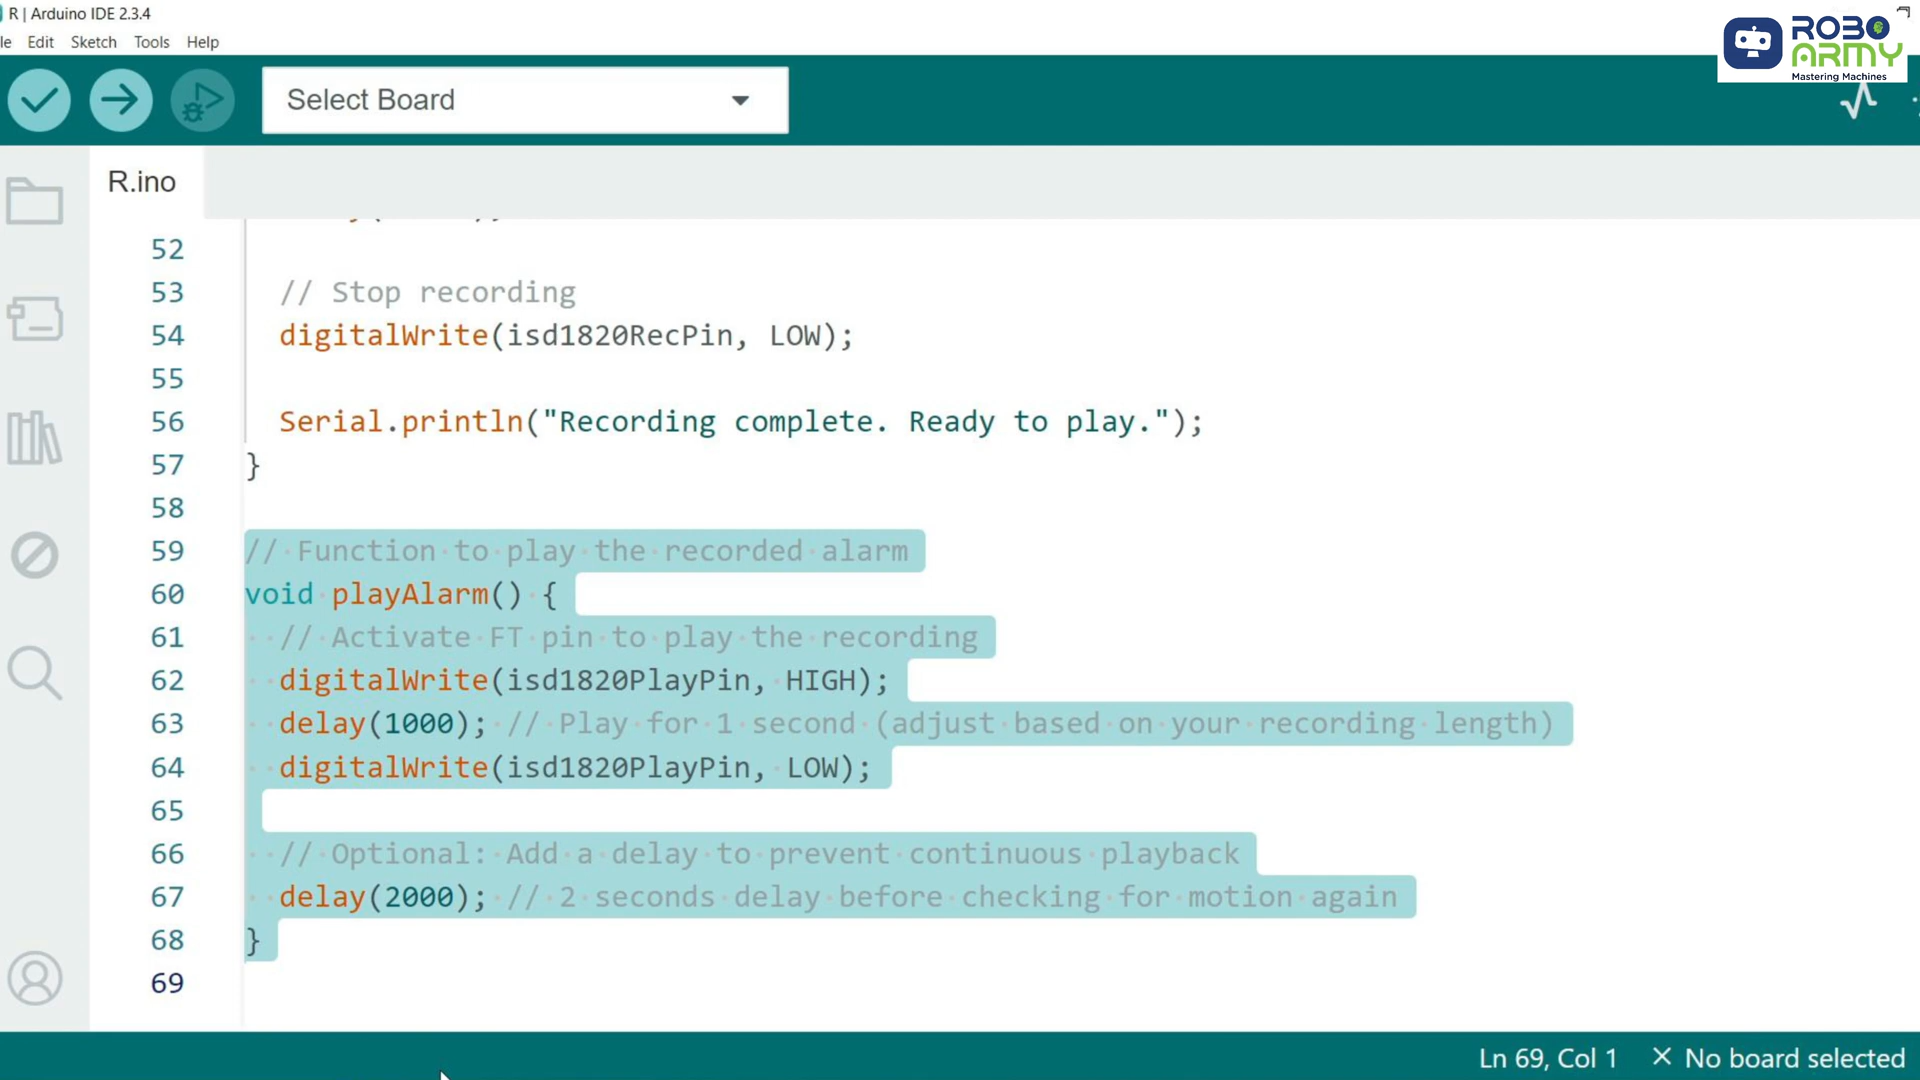 R | Arduino IDE 2.3.4
le Edit Sketch Tools Help
ROBO
ARMY
Mastering Machines
Select Board
R.ino
52
53 // Stop recording
54 digitalWrite(isd1820RecPin, LOW);
55
56 Serial.println("Recording complete. Ready to play.");
57 }
58
59 // Function to play the recorded alarm
60 void playAlarm() {
61 // Activate FT pin to play the recording
62 digitalWrite(isd1820PlayPin, HIGH);
63 delay(1000); // Play for 1 second (adjust based on your recording length)
64 digitalWrite(isd1820PlayPin, LOW);
65
66 // Optional: Add a delay to prevent continuous playback
67 delay(2000); // 2 seconds delay before checking for motion again
68 }
69
Ln 69, Col 1 × No board selected